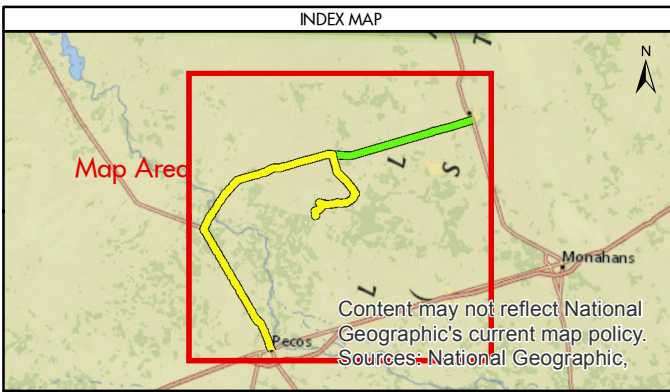 INDEX MAP
N
T
Map Area
L
S
Monahans
L
Content may not reflect National
Geographic's current map policy.
Pecos
Sources: National Geographic,